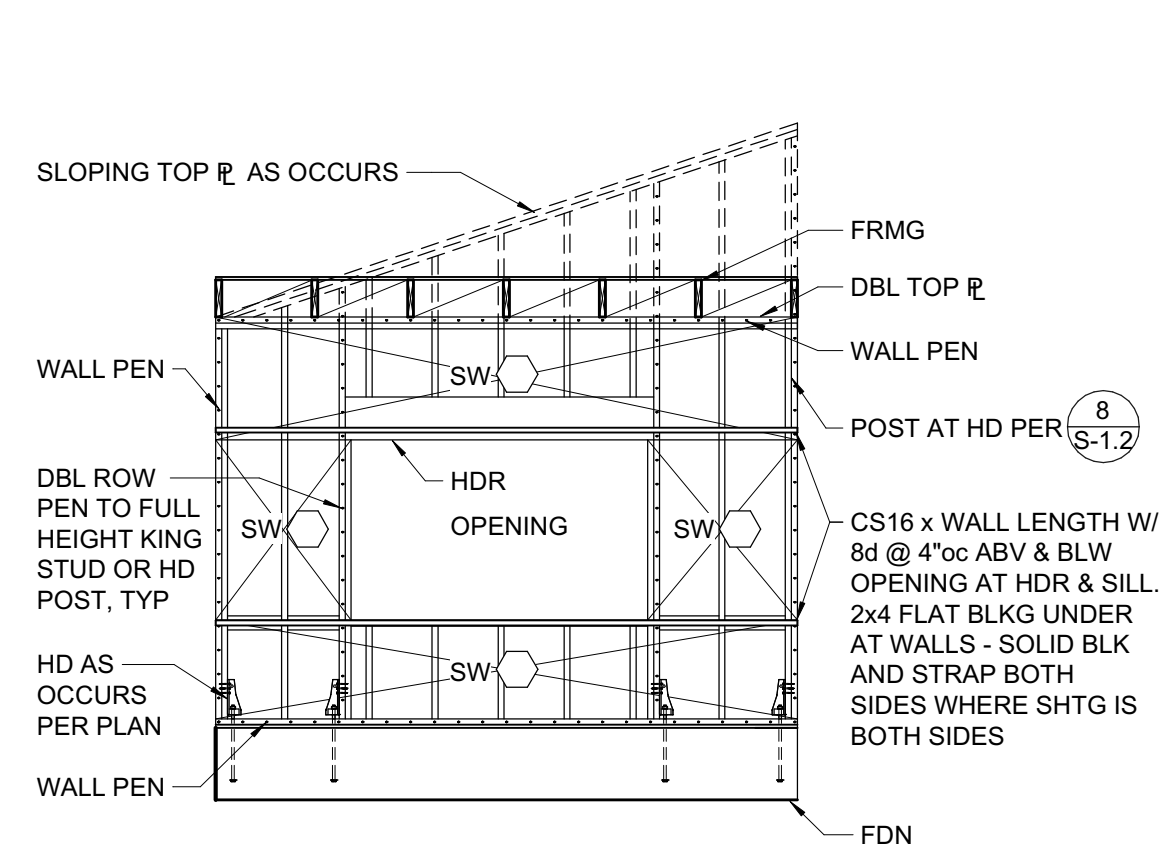 SLOPING TOP PL AS OCCURS
FRMG
DBL TOP PL
WALL PEN
WALL PEN
SW
POST AT HD PER
8
S-1.2
DBL ROW
PEN TO FULL
HEIGHT KING
STUD OR HD
POST, TYP
HDR
OPENING
SW
SW
CS16 x WALL LENGTH W/
8d @ 4"oc ABV & BLW
OPENING AT HDR & SILL.
2x4 FLAT BLKG UNDER
AT WALLS - SOLID BLK
AND STRAP BOTH
SIDES WHERE SHTG IS
BOTH SIDES
HD AS
OCCURS
PER PLAN
SW
WALL PEN
FDN